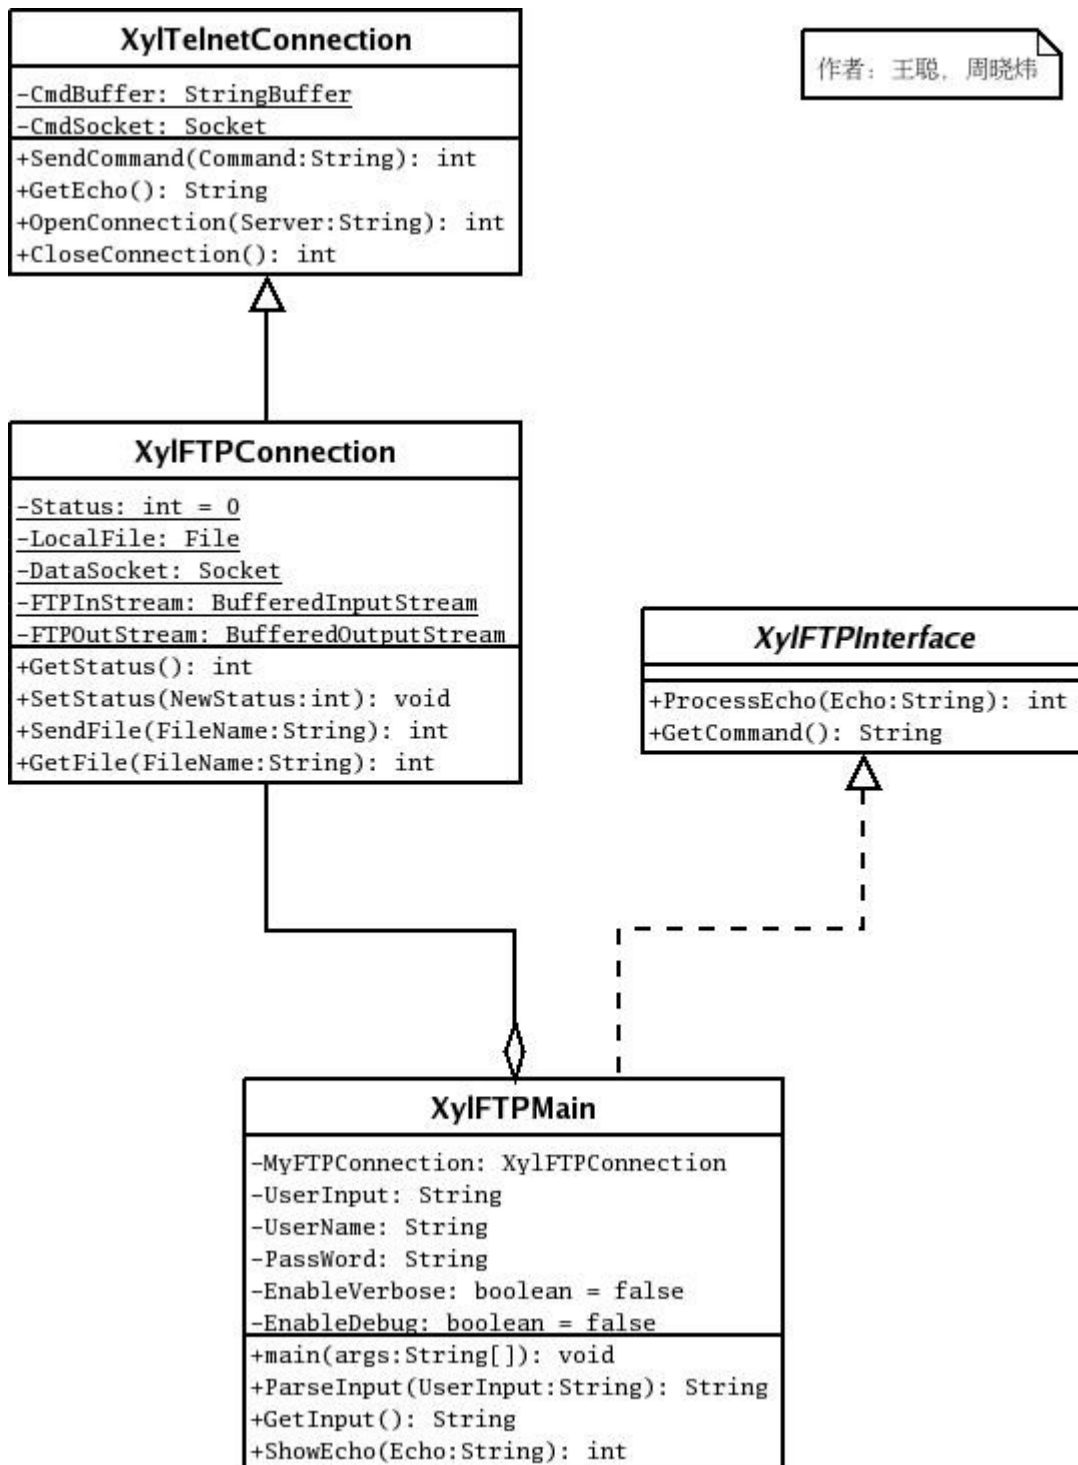 XylTelnetConnection
-CmdBuffer: StringBuffer
-CmdSocket: Socket
+SendCommand(Command:String): int
+GetEcho(): String
+OpenConnection(Server:String): int
+CloseConnection(): int
作者：王聪，周晓炜
XylFTPConnection
-Status: int = 0
-LocalFile: File
-DataSocket: Socket
-FTPInStream: BufferedInputStream
-FTPOutStream: BufferedOutputStream
+GetStatus(): int
+SetStatus(NewStatus:int): void
+SendFile(FileName:String): int
+GetFile(FileName:String): int
XylFTPInterface
+ProcessEcho(Echo:String): int
+GetCommand(): String
XylFTPMain
-MyFTPConnection: XylFTPConnection
-UserInput: String
-UserName: String
-PassWord: String
-EnableVerbose: boolean = false
-EnableDebug: boolean = false
+main(args:String[]): void
+ParseInput(UserInput:String): String
+GetInput(): String
+ShowEcho(Echo:String): int